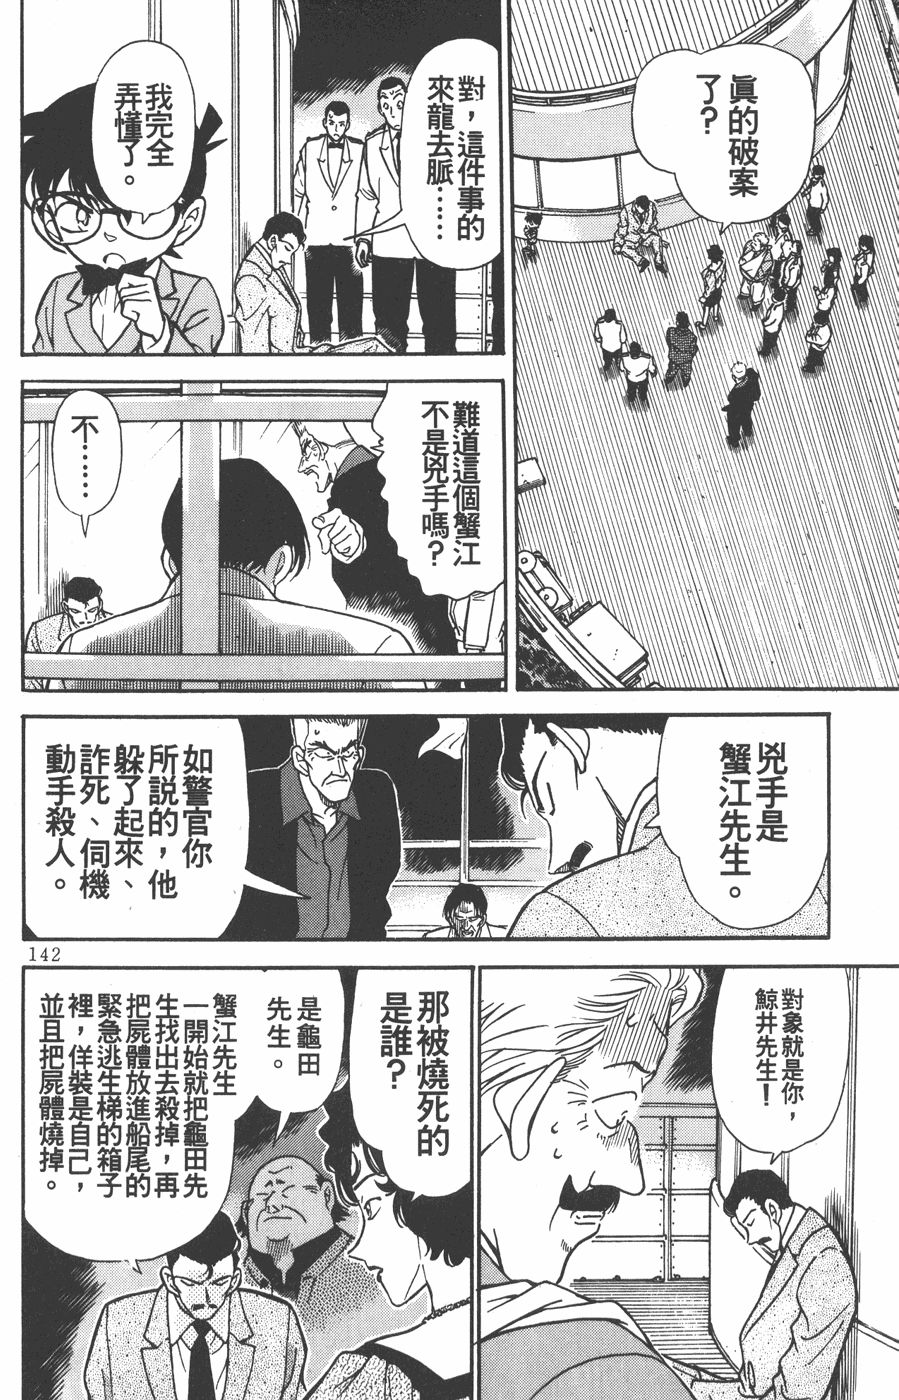 眞的破案
了？
對，這件事的
來龍去脈……
我完全
弄懂了。
難道這個蟹江
不是兇手嗎？
不……
兇手是
蟹江先生。
如警官你
所說的，他
躲了起來、
詐死、伺機
動手殺人。
142
對象就是你，
鯨井先生！
那被燒死的
是誰？
是龜田
先生。
蟹江先生
一開始就把龜田先
生找出去殺掉，再
把屍體放進船尾的
緊急逃生梯的箱子
裡，佯裝是自己，
並且把屍體燒掉。